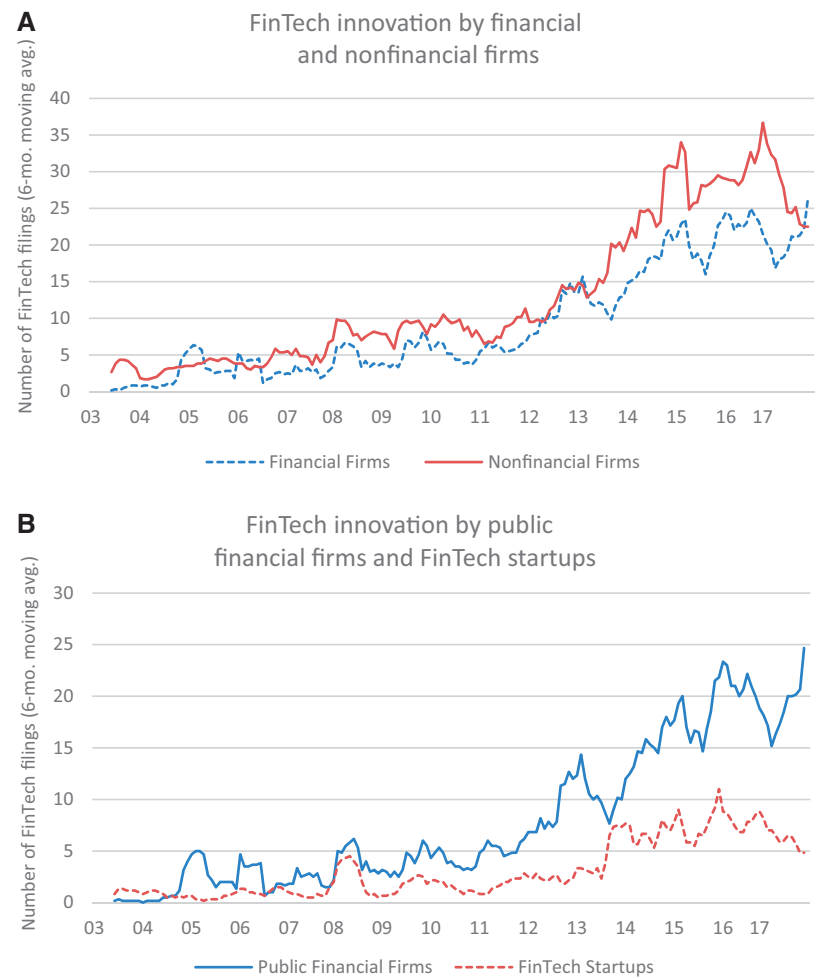 A
FinTech innovation by financial
and nonfinancial firms
Number of FinTech filings (6-mo. moving avg.)
40
35
30
25
20
15
10
5
0
03 04 05 06 07 08 09 10 11 12 13 14 15 16 17
Financial Firms Nonfinancial Firms
B
FinTech innovation by public
financial firms and FinTech startups
Number of FinTech filings (6-mo. moving avg.)
30
25
20
15
10
5
0
03 04 05 06 07 08 09 10 11 12 13 14 15 16 17
Public Financial Firms FinTech Startups